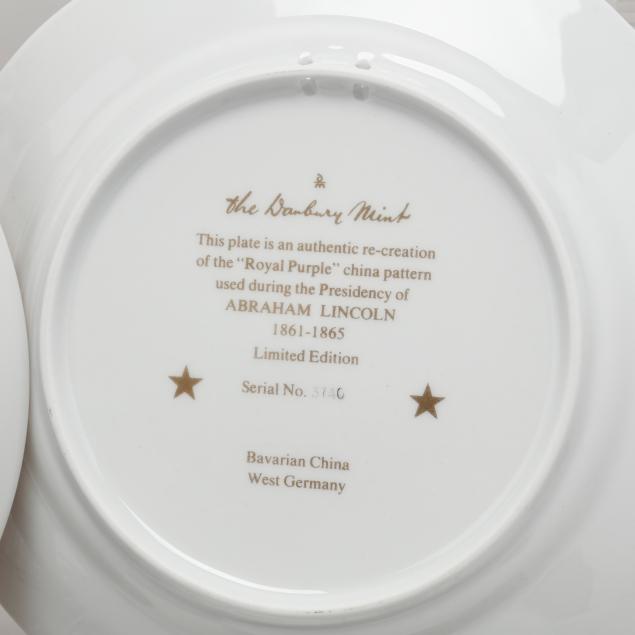 the Danbury Mint
This plate is an authentic re-creation
of the "Royal Purple" china pattern
used during the Presidency of
ABRAHAM LINCOLN
1861-1865
Limited Edition
Serial No.
Bavarian China
West Germany